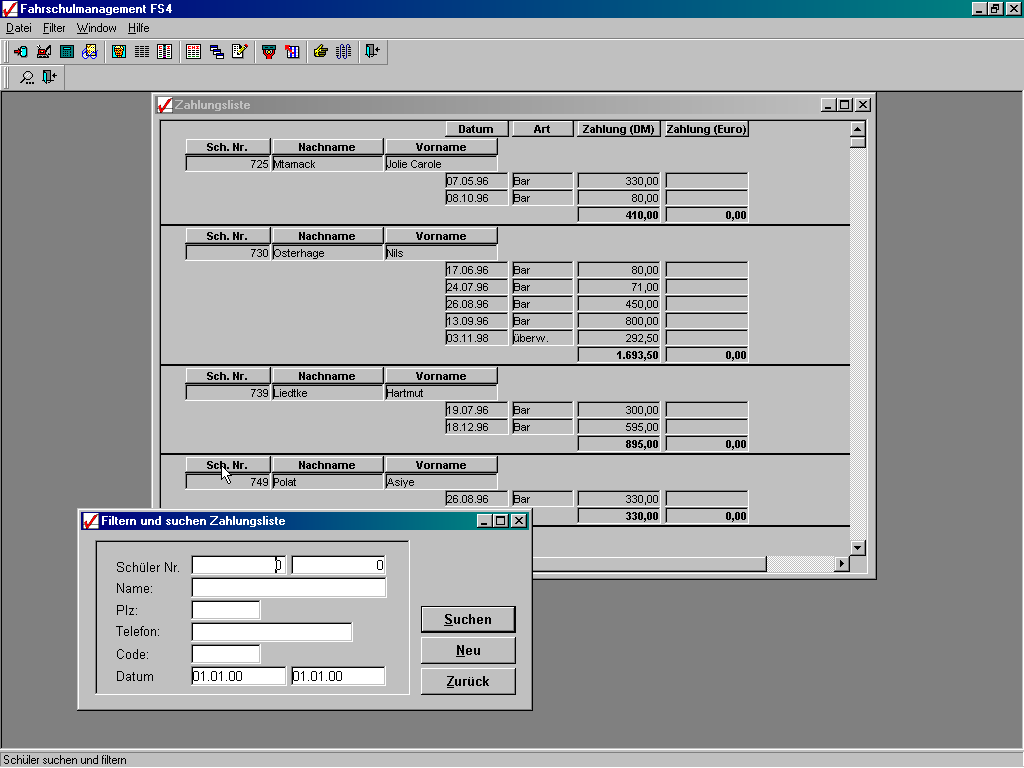 Fahrschulmanagement FS4
Datei Filter Window Hilfe
Zahlungsliste
Datum Art Zahlung (DM) Zahlung (Euro)
Sch. Nr. Nachname Vorname
725 Mtamack Jolie Carole
07.05.96 Bar 330,00
08.10.96 Bar 80,00
410,00 0,00
Sch. Nr. Nachname Vorname
730 Osterhage Nils
17.06.96 Bar 80,00
24.07.96 Bar 71,00
26.08.96 Bar 450,00
13.09.96 Bar 800,00
03.11.98 überw. 292,50
1.693,50 0,00
Sch. Nr. Nachname Vorname
739 Liedtke Hartmut
19.07.96 Bar 300,00
18.12.96 Bar 595,00
895,00 0,00
Sch. Nr. Nachname Vorname
749 Polat Asiye
26.08.96 Bar 330,00
330,00 0,00
Filtern und suchen Zahlungsliste
Schüler Nr. 0 0
Name:
Plz:
Telefon:
Code:
Datum 01.01.00 01.01.00
Suchen
Neu
Zurück
Schüler suchen und filtern